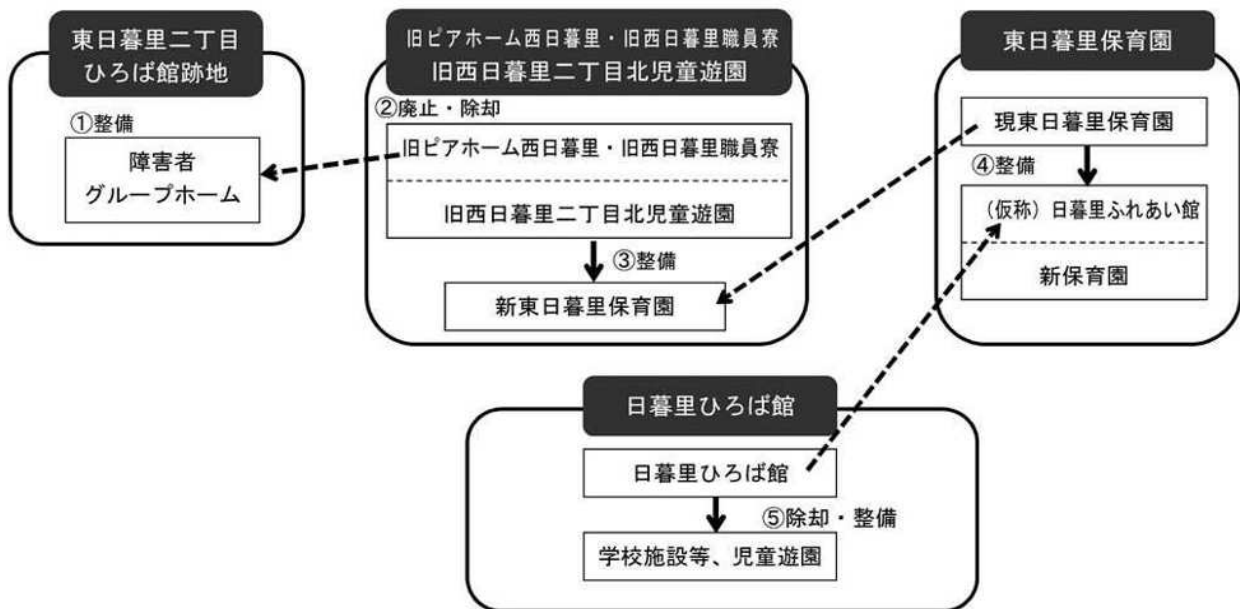 東日暮里二丁目
ひろば館跡地
①整備
障害者
グループホーム
旧ピアホーム西日暮里・旧西日暮里職員寮
旧西日暮里二丁目北児童遊園
②廃止・除却
旧ピアホーム西日暮里・旧西日暮里職員寮
旧西日暮里二丁目北児童遊園
③整備
新東日暮里保育園
東日暮里保育園
現東日暮里保育園
④整備
(仮称)日暮里ふれあい館
新保育園
日暮里ひろば館
日暮里ひろば館
⑤除却・整備
学校施設等、児童遊園